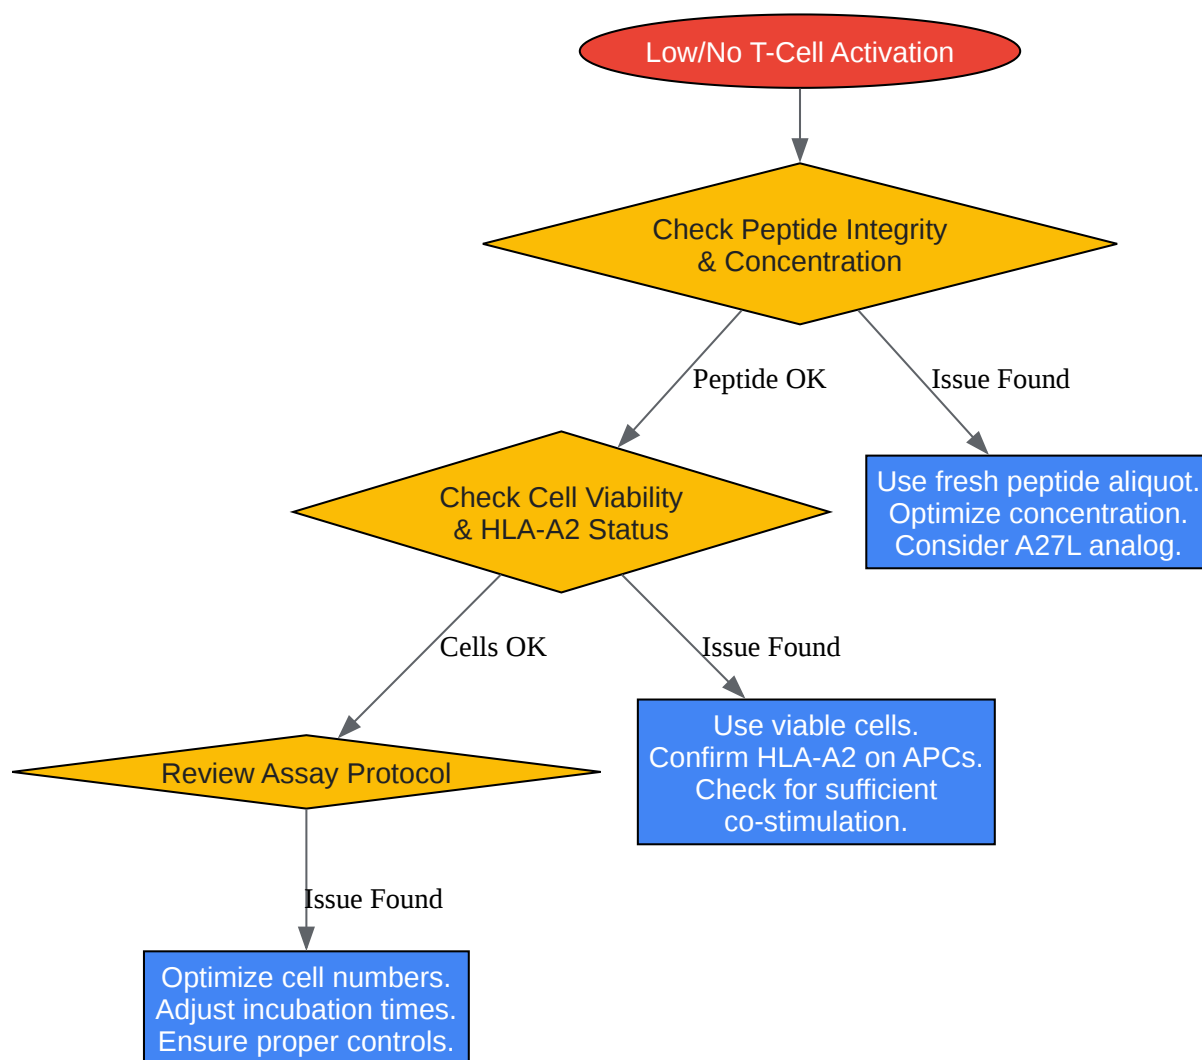 Low/No T-Cell Activation
Check Peptide Integrity
& Concentration
Peptide OK
Issue Found
Check Cell Viability
& HLA-A2 Status
Use fresh peptide aliquot.
Optimize concentration.
Consider A27L analog.
Cells OK
Issue Found
Review Assay Protocol
Use viable cells.
Confirm HLA-A2 on APCs.
Check for sufficient
co-stimulation.
Issue Found
Optimize cell numbers.
Adjust incubation times.
Ensure proper controls.